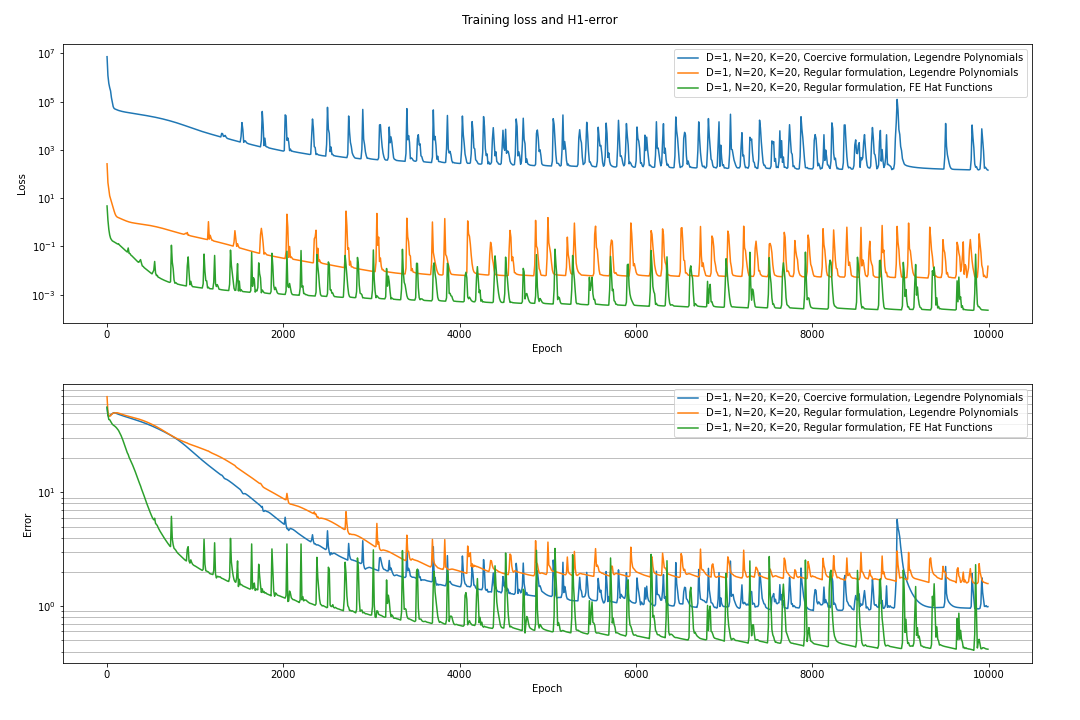 Training loss and H1-error
D=1, N=20, K=20, Coercive formulation, Legendre Polynomials
D=1, N=20, K=20, Regular formulation, Legendre Polynomials
D=1, N=20, K=20, Regular formulation, FE Hat Functions
Loss
10⁷
10⁵
10³
10¹
10⁻¹
10⁻³
0 2000 4000 6000 8000 10000
Epoch
D=1, N=20, K=20, Coercive formulation, Legendre Polynomials
D=1, N=20, K=20, Regular formulation, Legendre Polynomials
D=1, N=20, K=20, Regular formulation, FE Hat Functions
Error
10¹
10⁰
0 2000 4000 6000 8000 10000
Epoch